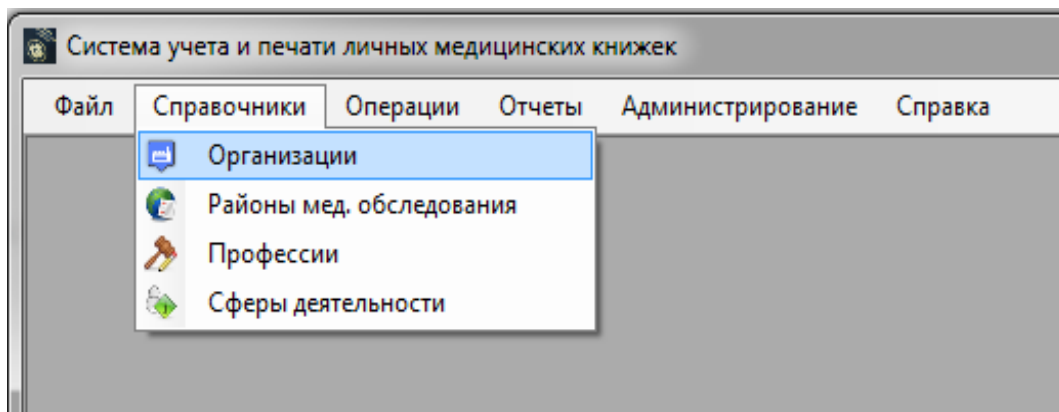 Система учета и печати личных медицинских книжек
Файл Справочники Операции Отчеты Администрирование Справка
Организации
Районы мед. обследования
Профессии
Сферы деятельности